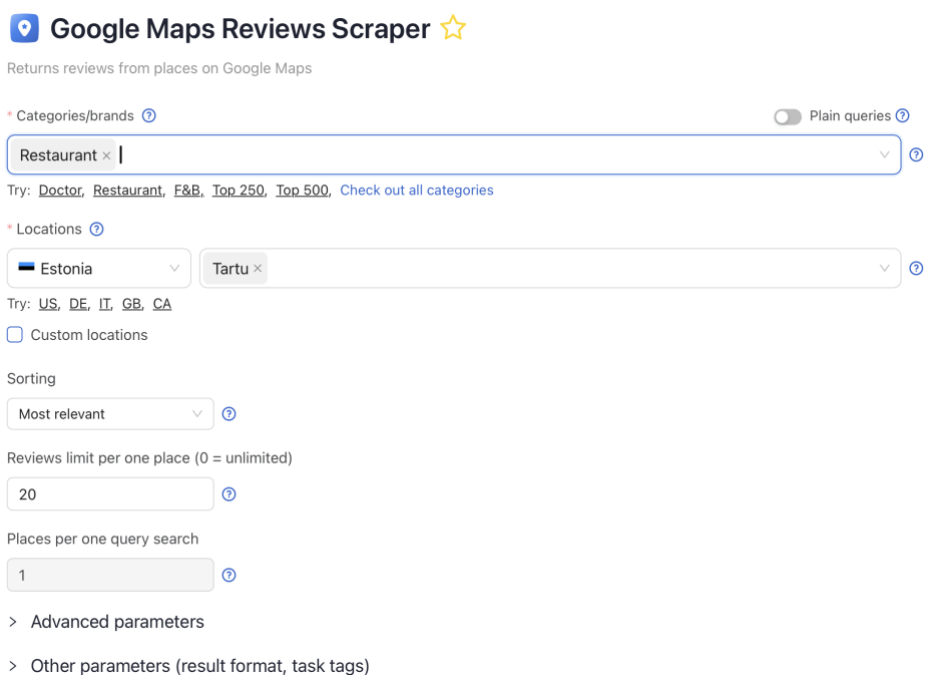 Google Maps Reviews Scraper
Returns reviews from places on Google Maps
* Categories/brands
Plain queries
Restaurant ×
Try: Doctor, Restaurant, F&B, Top 250, Top 500, Check out all categories
* Locations
Estonia Tartu ×
Try: US, DE, IT, GB, CA
Custom locations
Sorting
Most relevant
Reviews limit per one place (0 = unlimited)
20
Places per one query search
1
> Advanced parameters
> Other parameters (result format, task tags)